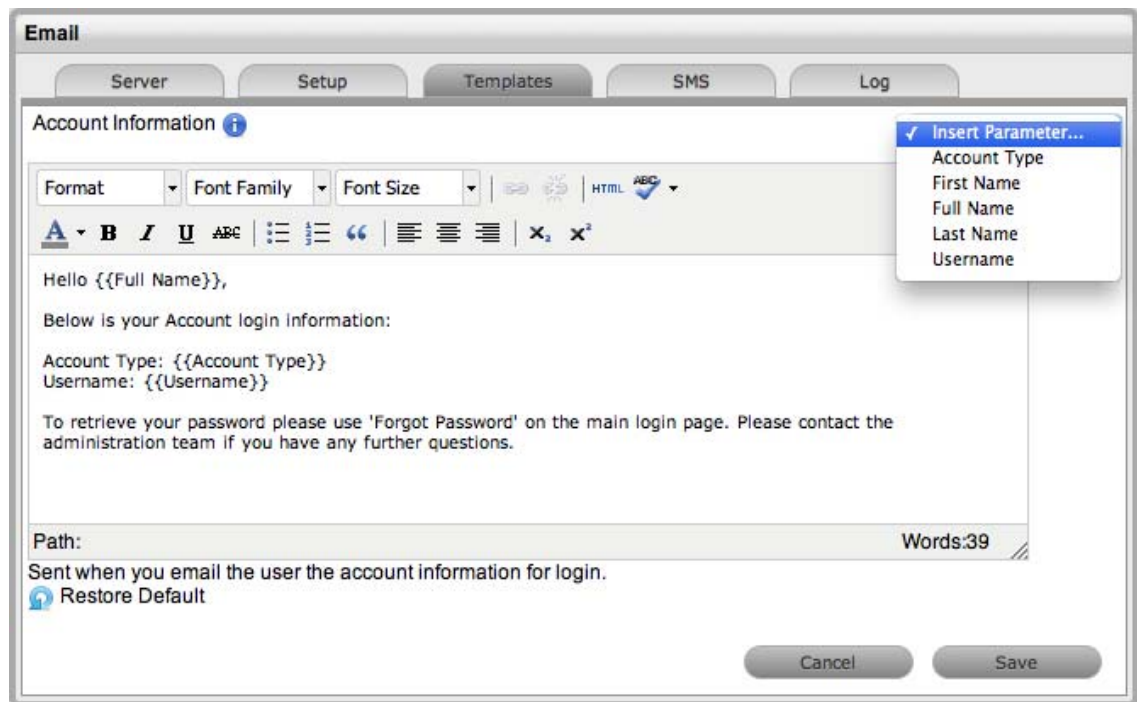 Email
Server Setup Templates SMS Log
Account Information
✓ Insert Parameter...
Account Type
First Name
Full Name
Last Name
Username
Format Font Family Font Size HTML ABC
A B I U ABC x₂ x²
Hello {{Full Name}},
Below is your Account login information:
Account Type: {{Account Type}}
Username: {{Username}}
To retrieve your password please use 'Forgot Password' on the main login page. Please contact the
administration team if you have any further questions.
Path: Words:39
Sent when you email the user the account information for login.
Restore Default
Cancel Save